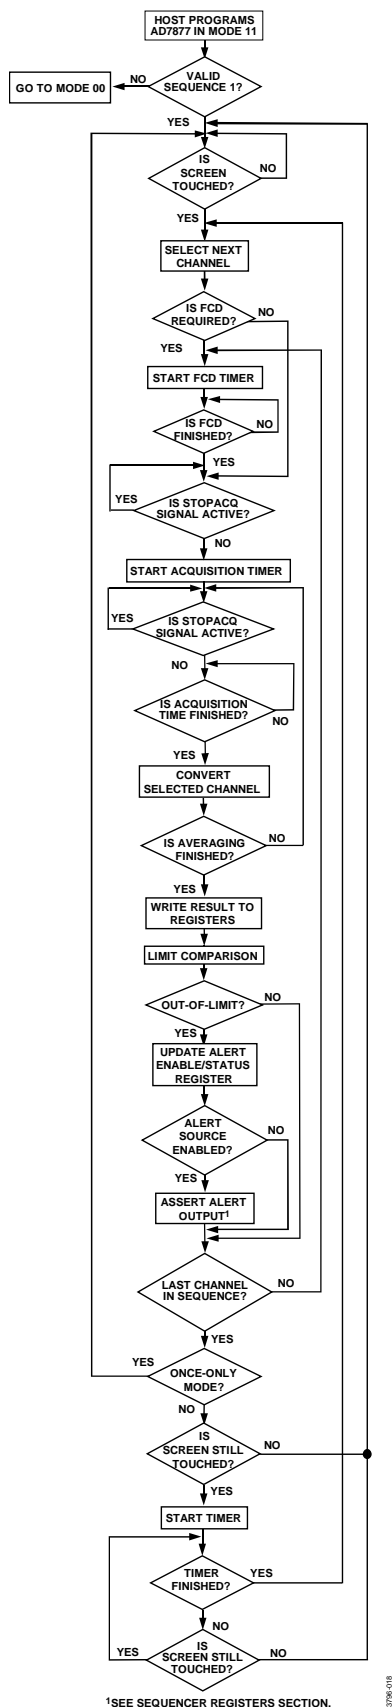 HOST PROGRAMS
AD7877 IN MODE 11
VALID
SEQUENCE 1?
NO
GO TO MODE 00
YES
IS
SCREEN
TOUCHED?
NO
YES
SELECT NEXT
CHANNEL
IS FCD
REQUIRED?
NO
YES
START FCD TIMER
IS FCD
FINISHED?
NO
YES
IS STOPACQ
SIGNAL ACTIVE?
YES
NO
START ACQUISITION TIMER
IS STOPACQ
SIGNAL ACTIVE?
YES
NO
IS ACQUISITION
TIME FINISHED?
NO
YES
CONVERT
SELECTED CHANNEL
IS AVERAGING
FINISHED?
NO
YES
WRITE RESULT TO
REGISTERS
LIMIT COMPARISON
OUT-OF-LIMIT?
NO
YES
UPDATE ALERT
ENABLE/STATUS
REGISTER
ALERT
SOURCE
ENABLED?
NO
YES
ASSERT ALERT
OUTPUT1
LAST CHANNEL
IN SEQUENCE?
NO
YES
ONCE-ONLY
MODE?
YES
NO
IS
SCREEN STILL
TOUCHED?
NO
YES
START TIMER
TIMER
FINISHED?
YES
NO
IS
SCREEN STILL
TOUCHED?
YES
NO
1SEE SEQUENCER REGISTERS SECTION.